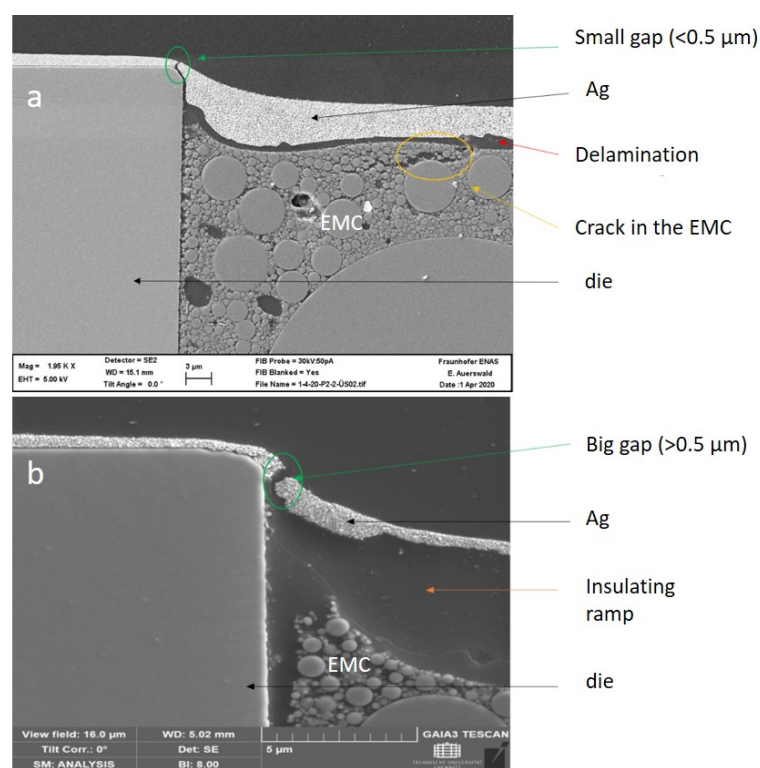 Small gap (<0.5 μm)
a
Ag
Delamination
Crack in the EMC
EMC
die
Mag = 1.95 K X
EHT = 5.00 kV
Detector = SE2
WD = 15.1 mm
Tilt Angle = 0.0 °
3 μm
FIB Probe = 30kV:50pA
FIB Blanked = Yes
File Name = 1-4-20-P2-2-ÜS02.tif
Fraunhofer ENAS
E. Auerswald
Date :1 Apr 2020
b
Big gap (>0.5 μm)
Ag
Insulating
ramp
EMC
die
View field: 16.0 μm
WD: 5.02 mm
GAIA3 TESCAN
Tilt Corr.: 0°
Det: SE
5 μm
SM: ANALYSIS
BI: 8.00
TECHNISCHE UNIVERSITÄT
CHEMNITZ